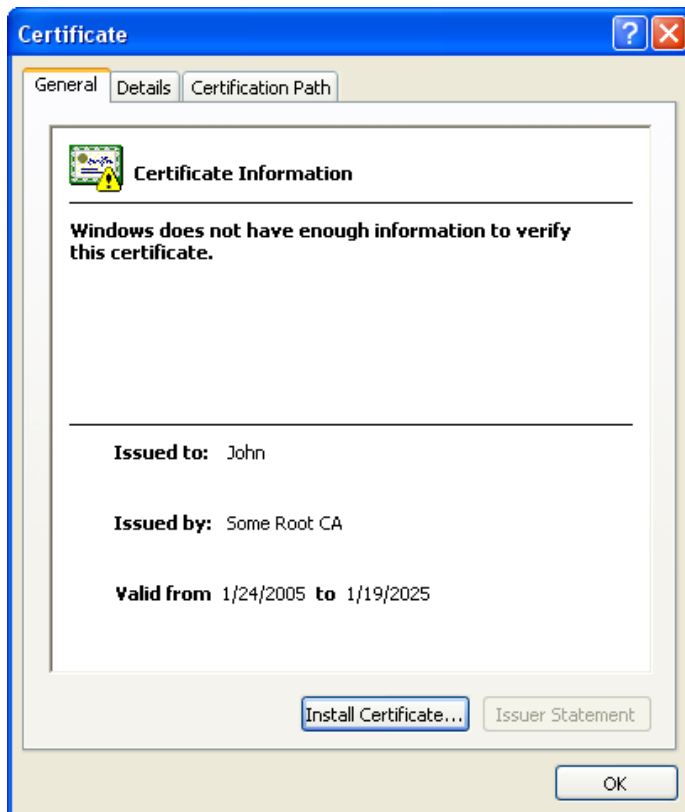 Certificate
General Details Certification Path
Certificate Information
Windows does not have enough information to verify
this certificate.
Issued to: John
Issued by: Some Root CA
Valid from 1/24/2005 to 1/19/2025
Install Certificate... Issuer Statement
OK